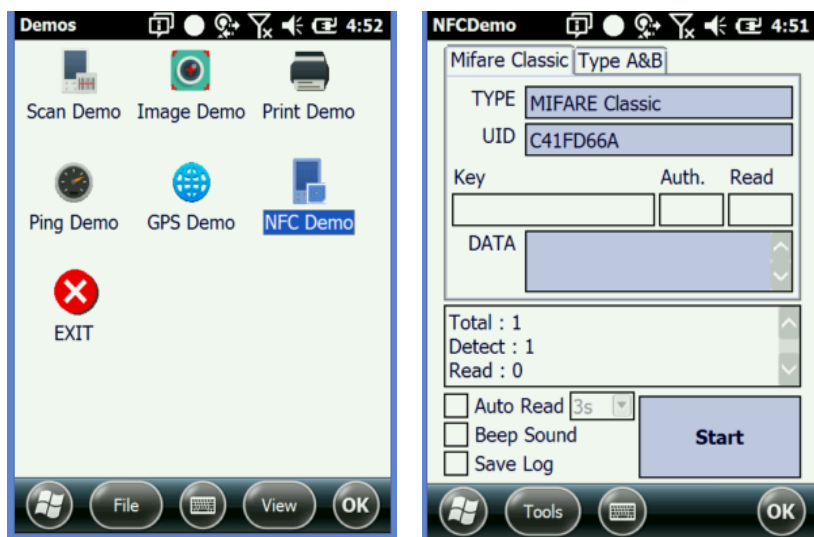 Demos 4:52
Scan Demo Image Demo Print Demo
Ping Demo GPS Demo NFC Demo
EXIT
File View OK
NFCDemo 4:51
Mifare Classic Type A&B
TYPE MIFARE Classic
UID C41FD66A
Key Auth. Read
DATA
Total : 1
Detect : 1
Read : 0
Auto Read 3s
Beep Sound
Save Log
Start
Tools OK